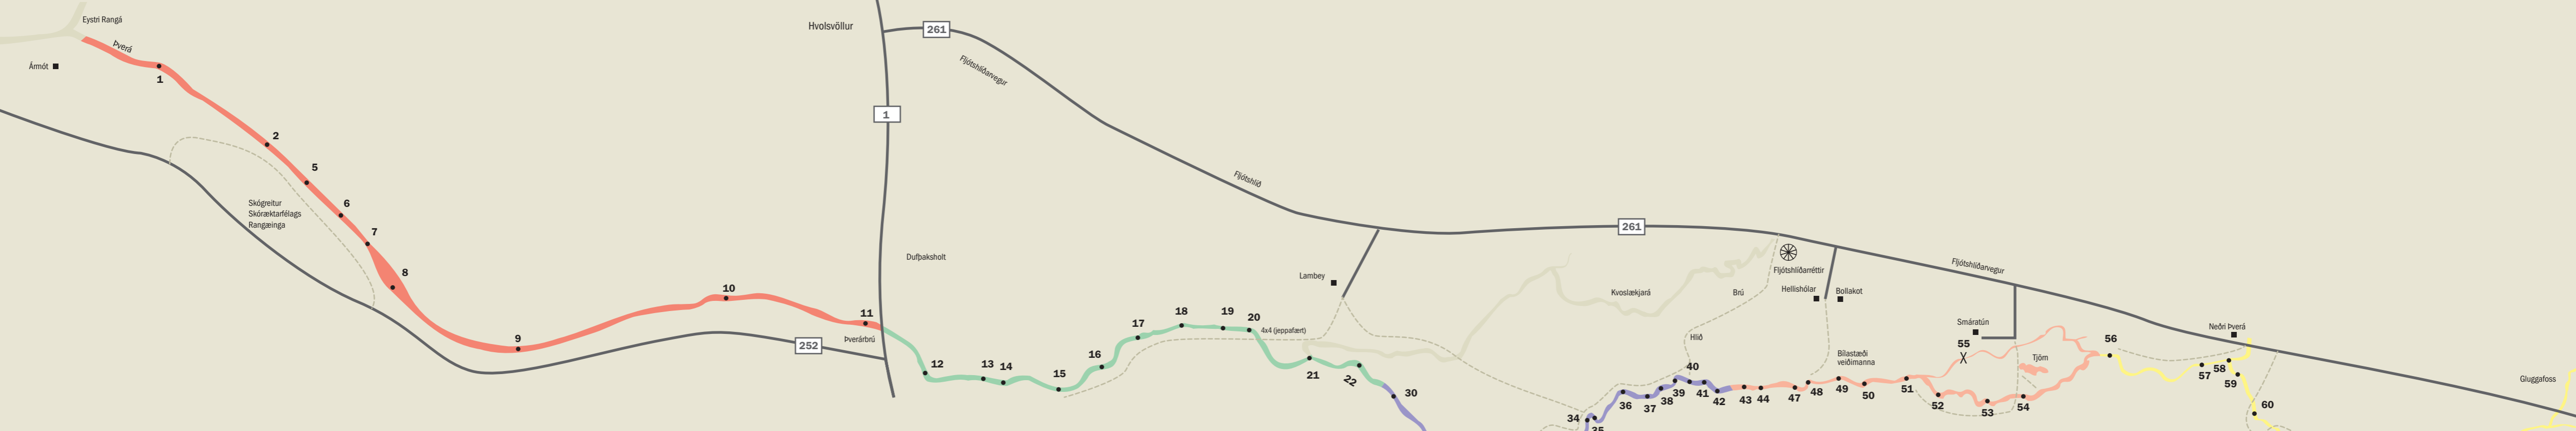 Eystri Rangá
Þverá
Ármót
1
2
5
6
7
8
Skógreitur
Skóræktarfélags
Rangæinga
9
10
11
Þverárbrú
252
Hvolsvöllur
261
1
Fljótshlíðarvegur
Fljótshlíð
Dufþaksholt
12
13
14
15
16
17
18
19
20
4x4 (jeppafært)
21
22
30
Lambey
261
Kvoslækjará
Brú
Fljótshlíðarréttir
Hellishólar
Bollakot
Hlíð
Bílastæði
veiðimanna
34
35
36
37
38
39
40
41
42
43
44
47
48
49
50
51
52
53
54
55
Fljótshlíðarvegur
Smáratún
Tjörn
56
57
58
59
60
Neðri Þverá
Gluggafoss